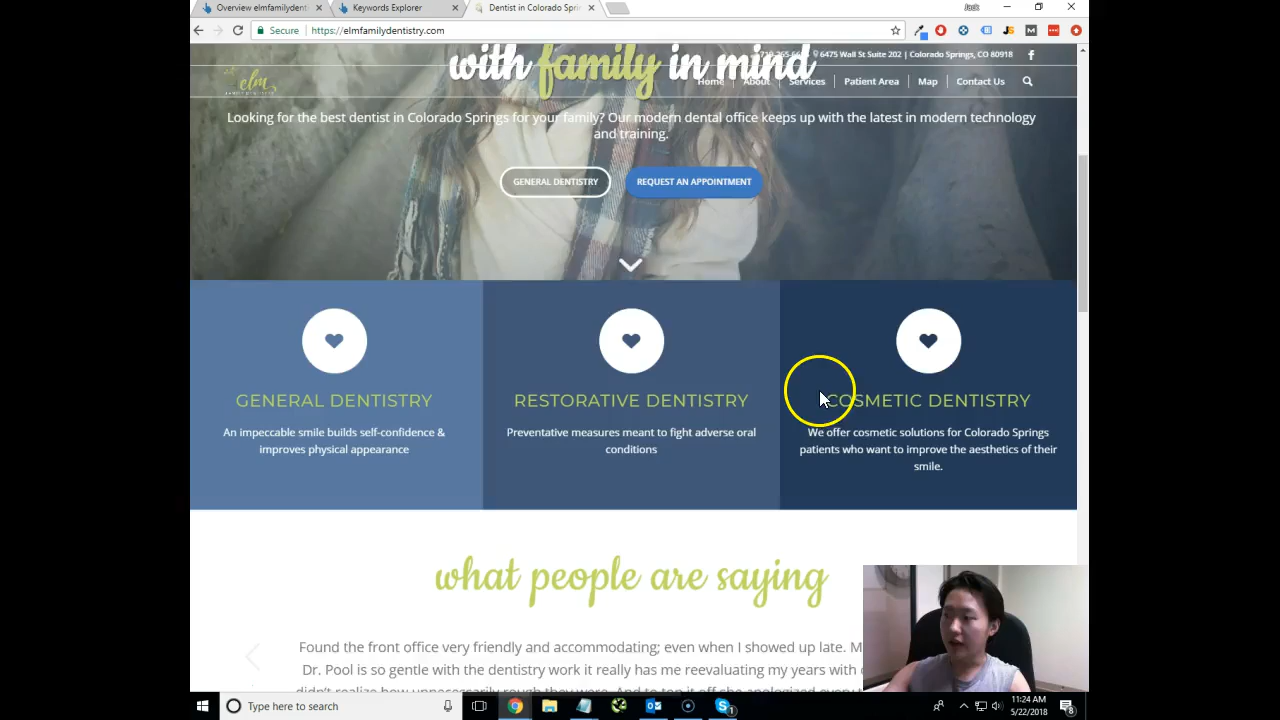 Overview elmfamilydenti
Keywords Explorer
Dentist in Colorado Sprin
Jack
Secure
https://elmfamilydentistry.com
with family in mind
6475 Wall St Suite 202 | Colorado Springs, CO 80918
elm
Home
About
Services
Patient Area
Map
Contact Us
Looking for the best dentist in Colorado Springs for your family? Our modern dental office keeps up with the latest in modern technology
and training.
GENERAL DENTISTRY
REQUEST AN APPOINTMENT
GENERAL DENTISTRY
An impeccable smile builds self-confidence &
improves physical appearance
RESTORATIVE DENTISTRY
Preventative measures meant to fight adverse oral
conditions
COSMETIC DENTISTRY
We offer cosmetic solutions for Colorado Springs
patients who want to improve the aesthetics of their
smile.
what people are saying
Found the front office very friendly and accommodating; even when I showed up late. M
Dr. Pool is so gentle with the dentistry work it really has me reevaluating my years with
didn't realize how unnecessarily rough they were. And to top it off she apologized every
Type here to search
11:24 AM
5/22/2018